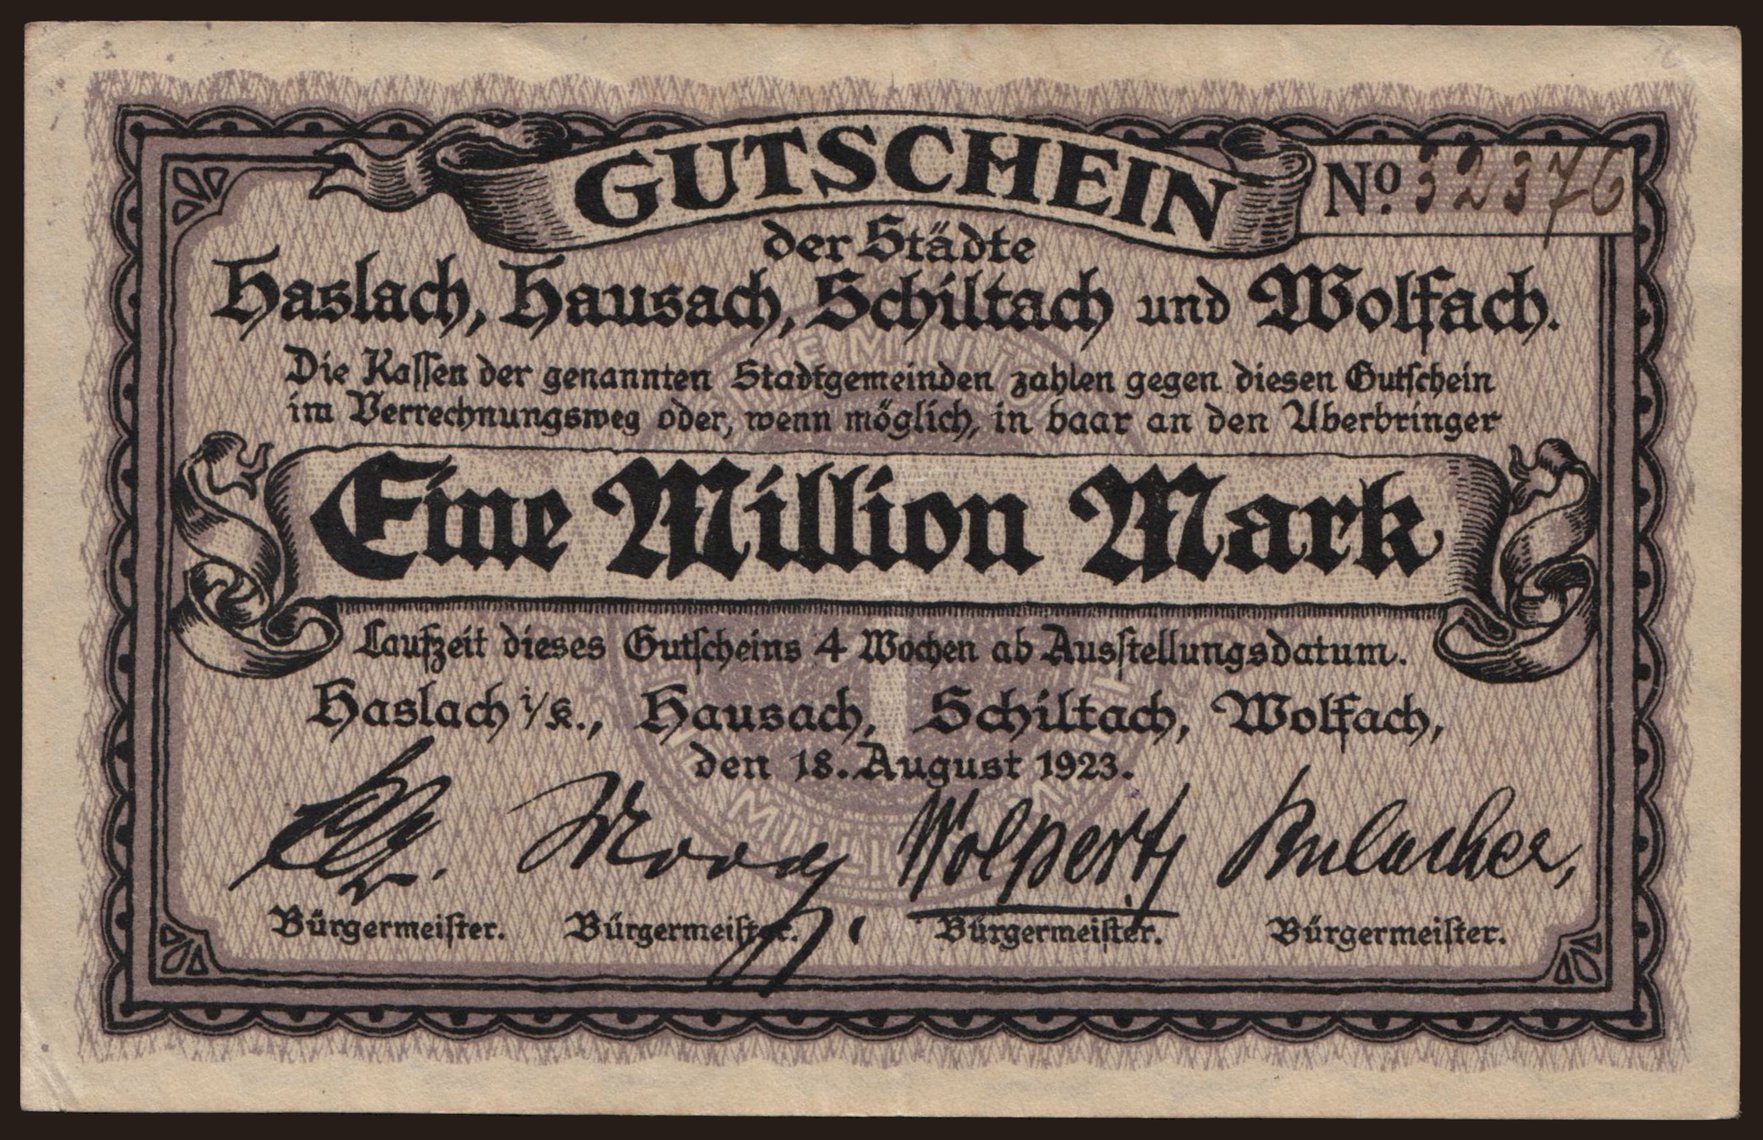 GUTSCHEIN
No. 32376
der Städte
Haslach, Hausach, Schiltach und Wolfach.
Die Kassen der genannten Stadtgemeinden zahlen gegen diesen Gutschein
im Verrechnungsweg oder, wenn möglich, in baar an den Uberbringer
Eine Million Mark
Laufzeit dieses Gutscheins 4 Wochen ab Ausstellungsdatum.
Haslach i/K., Hausach, Schiltach, Wolfach,
den 18. August 1923.
Wolpert
Bürgermeister. Bürgermeister. Bürgermeister. Bürgermeister.